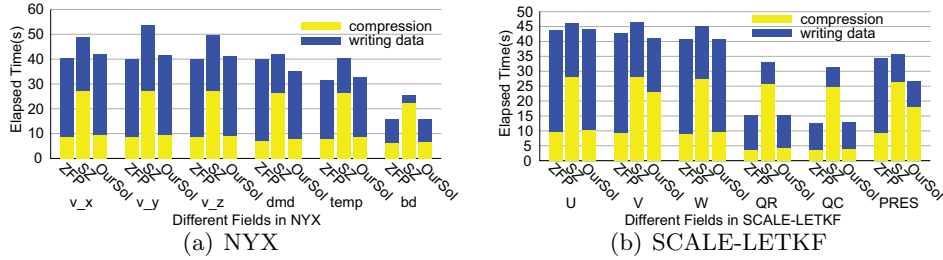 60
50
40
30
20
10
0
Elapsed Time(s)
compression
writing data
ZFP SZ OurSol ZFP SZ OurSol ZFP SZ OurSol ZFP SZ OurSol ZFP SZ OurSol ZFP SZ OurSol
v_x v_y v_z dmd temp bd
Different Fields in NYX
(a) NYX
50
45
40
35
30
25
20
15
10
5
0
Elapsed Time(s)
compression
writing data
ZFP SZ OurSol ZFP SZ OurSol ZFP SZ OurSol ZFP SZ OurSol ZFP SZ OurSol ZFP SZ OurSol
U V W QR QC PRES
Different Fields in SCALE-LETKF
(b) SCALE-LETKF